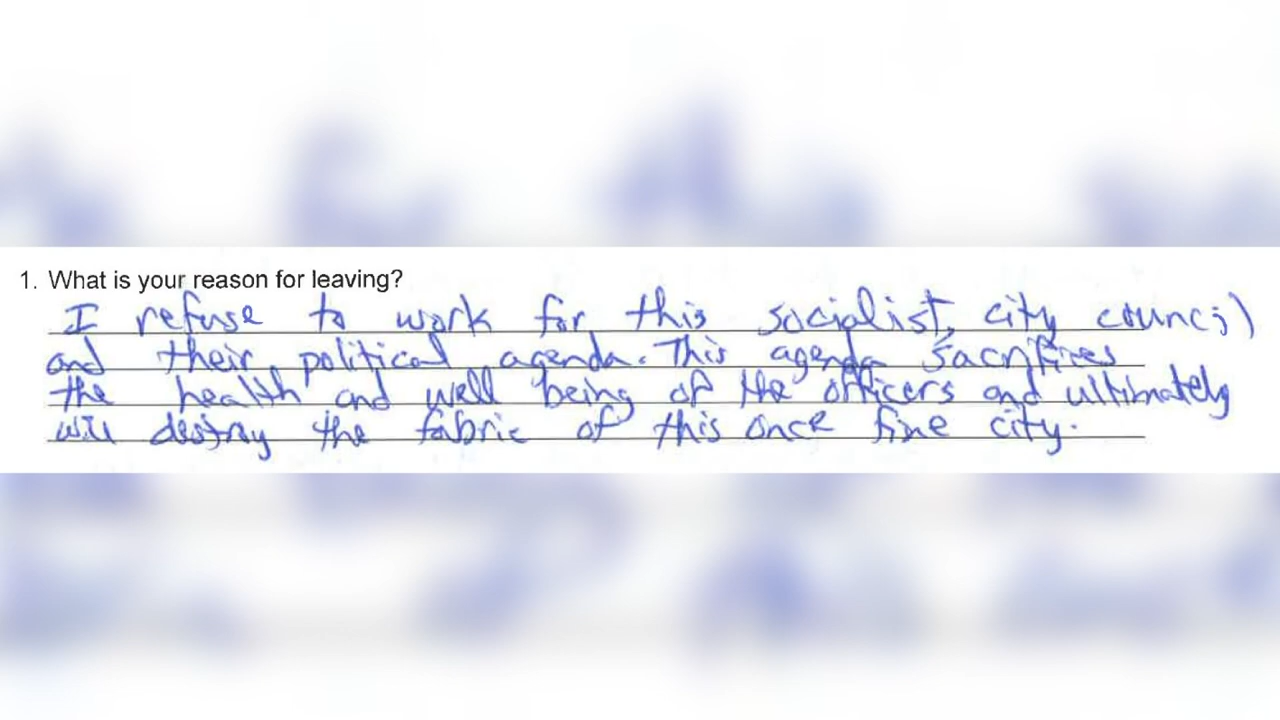 1. What is your reason for leaving?
I refuse to work for this socialist, city council
and their political agenda. This agenda sacrifices
the health and well being of the officers and ultimately
will destroy the fabric of this once fine city.